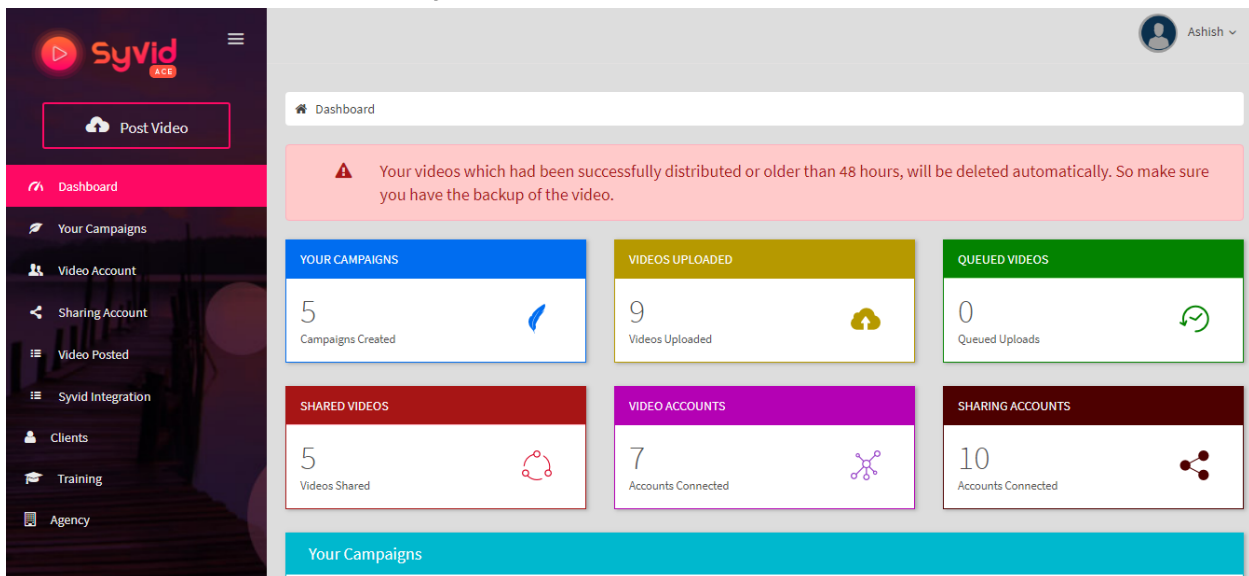 Syvid
ACE
Ashish
Post Video
Dashboard
Your Campaigns
Video Account
Sharing Account
Video Posted
Syvid Integration
Clients
Training
Agency
Dashboard
Your videos which had been successfully distributed or older than 48 hours, will be deleted automatically. So make sure
you have the backup of the video.
YOUR CAMPAIGNS
5
Campaigns Created
VIDEOS UPLOADED
9
Videos Uploaded
QUEUED VIDEOS
0
Queued Uploads
SHARED VIDEOS
5
Videos Shared
VIDEO ACCOUNTS
7
Accounts Connected
SHARING ACCOUNTS
10
Accounts Connected
Your Campaigns